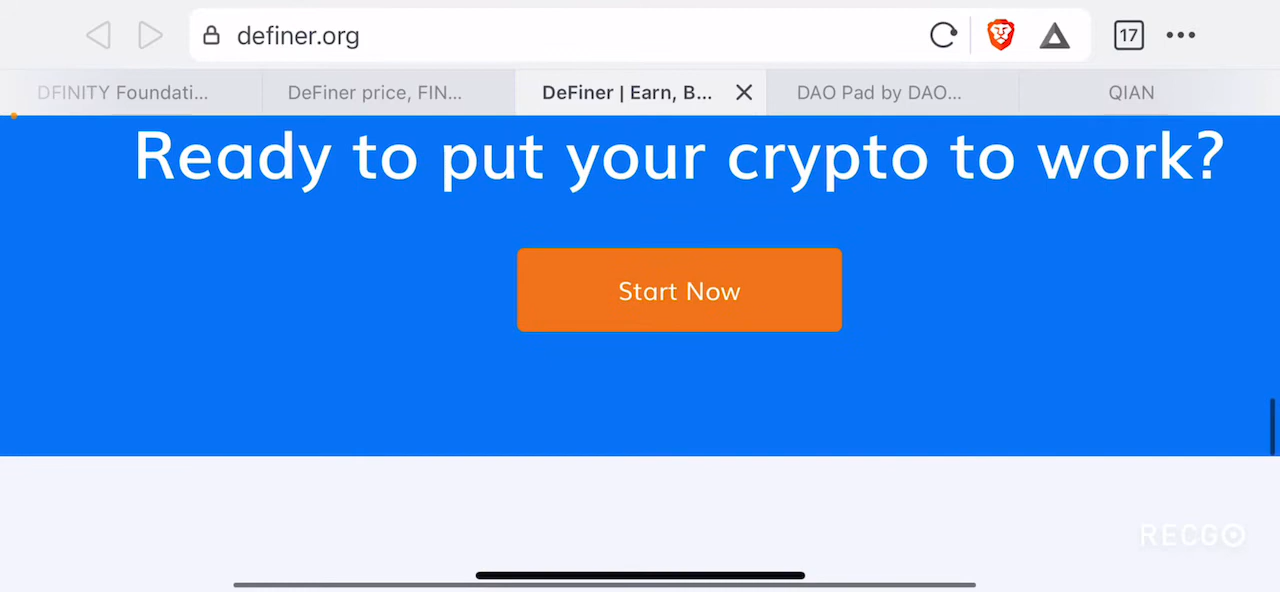 definer.org
17
DFINITY Foundati...
DeFiner price, FIN...
DeFiner | Earn, B...
DAO Pad by DAO...
QIAN
Ready to put your crypto to work?
Start Now
RECGO